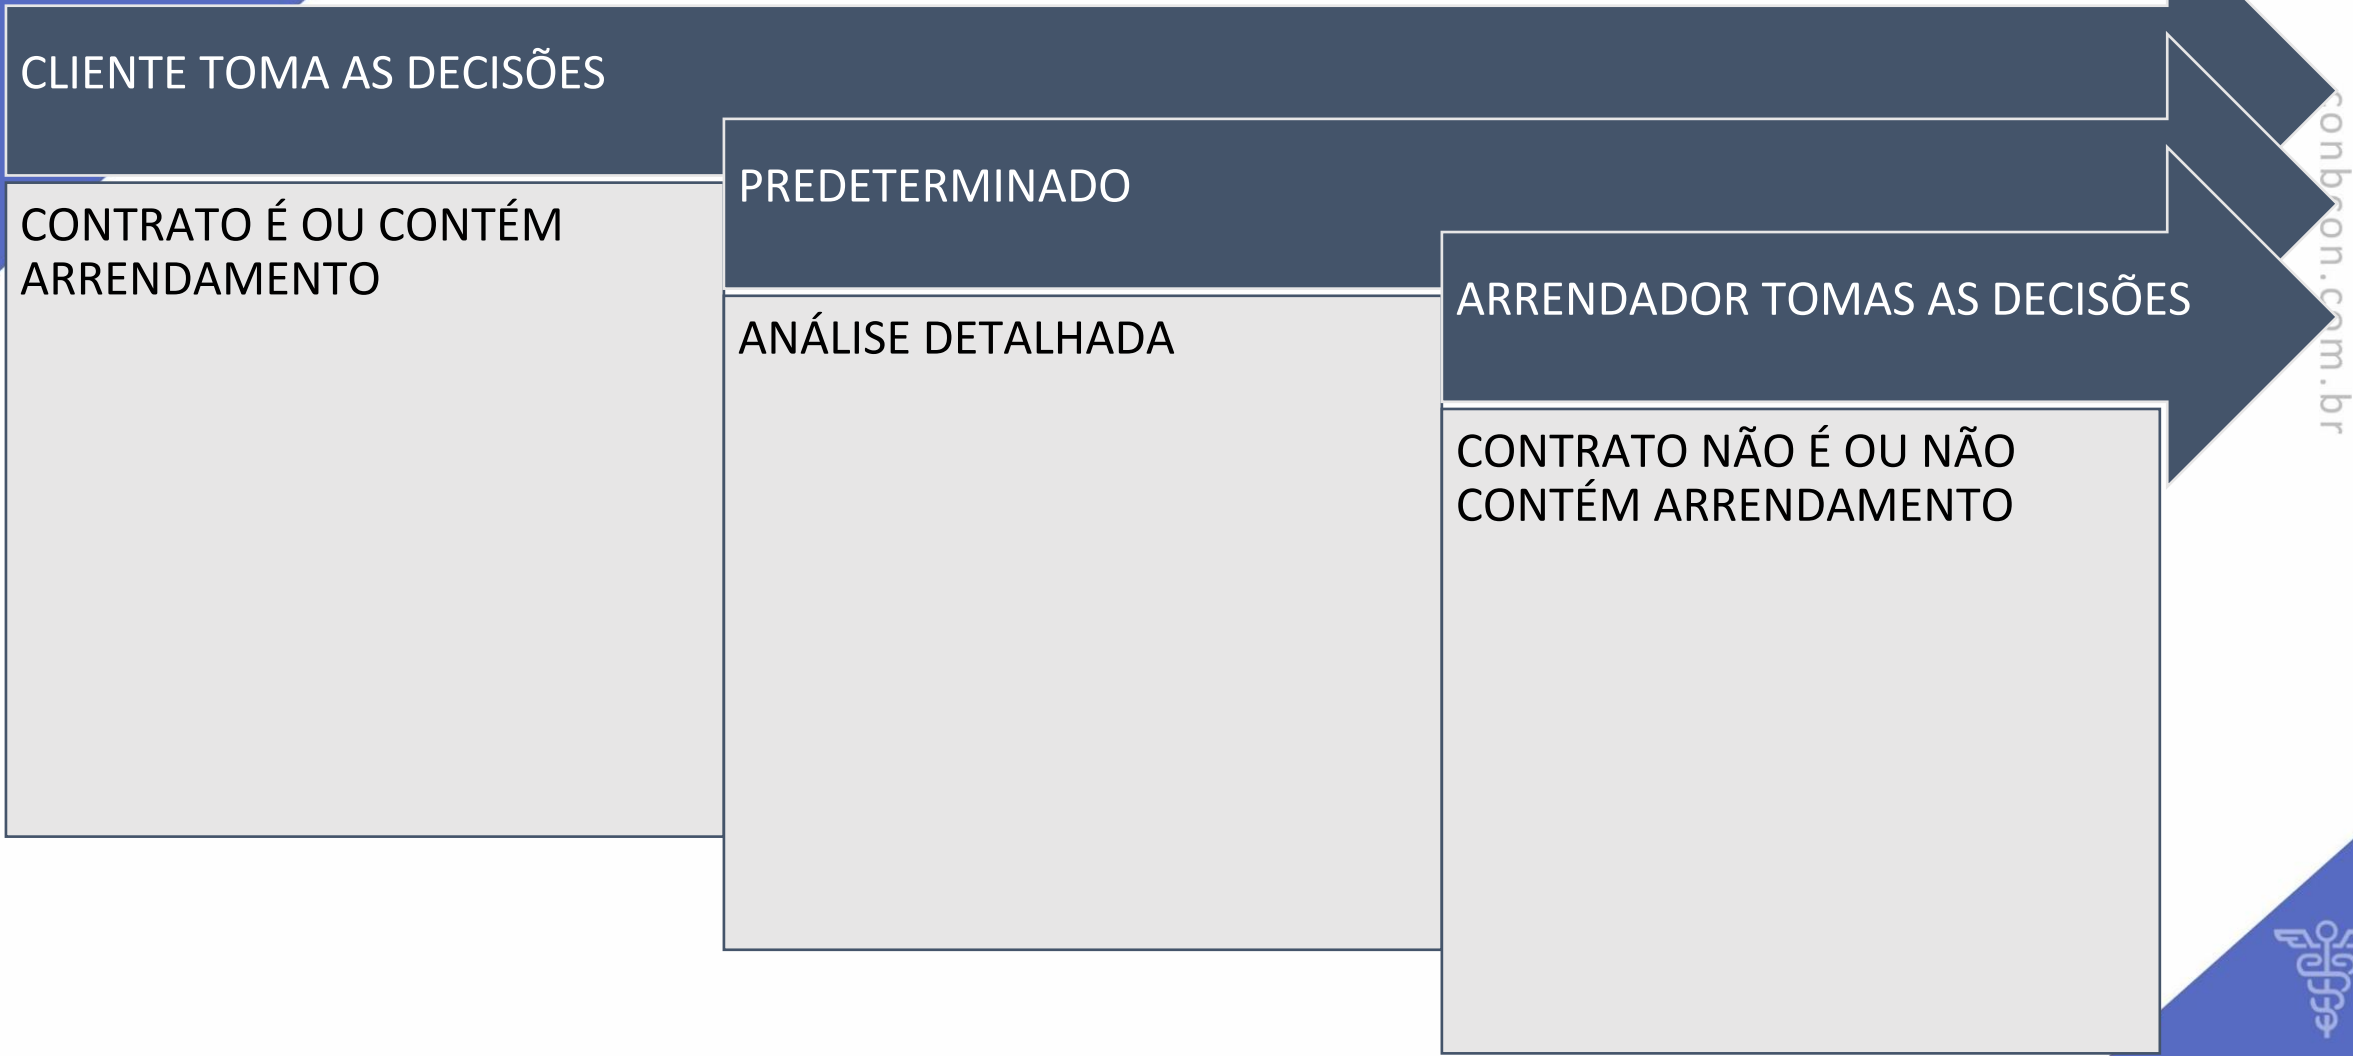 CLIENTE TOMA AS DECISÕES
CONTRATO É OU CONTÉM
ARRENDAMENTO
PREDETERMINADO
ANÁLISE DETALHADA
ARRENDADOR TOMAS AS DECISÕES
CONTRATO NÃO É OU NÃO
CONTÉM ARRENDAMENTO
conbcon.com.br